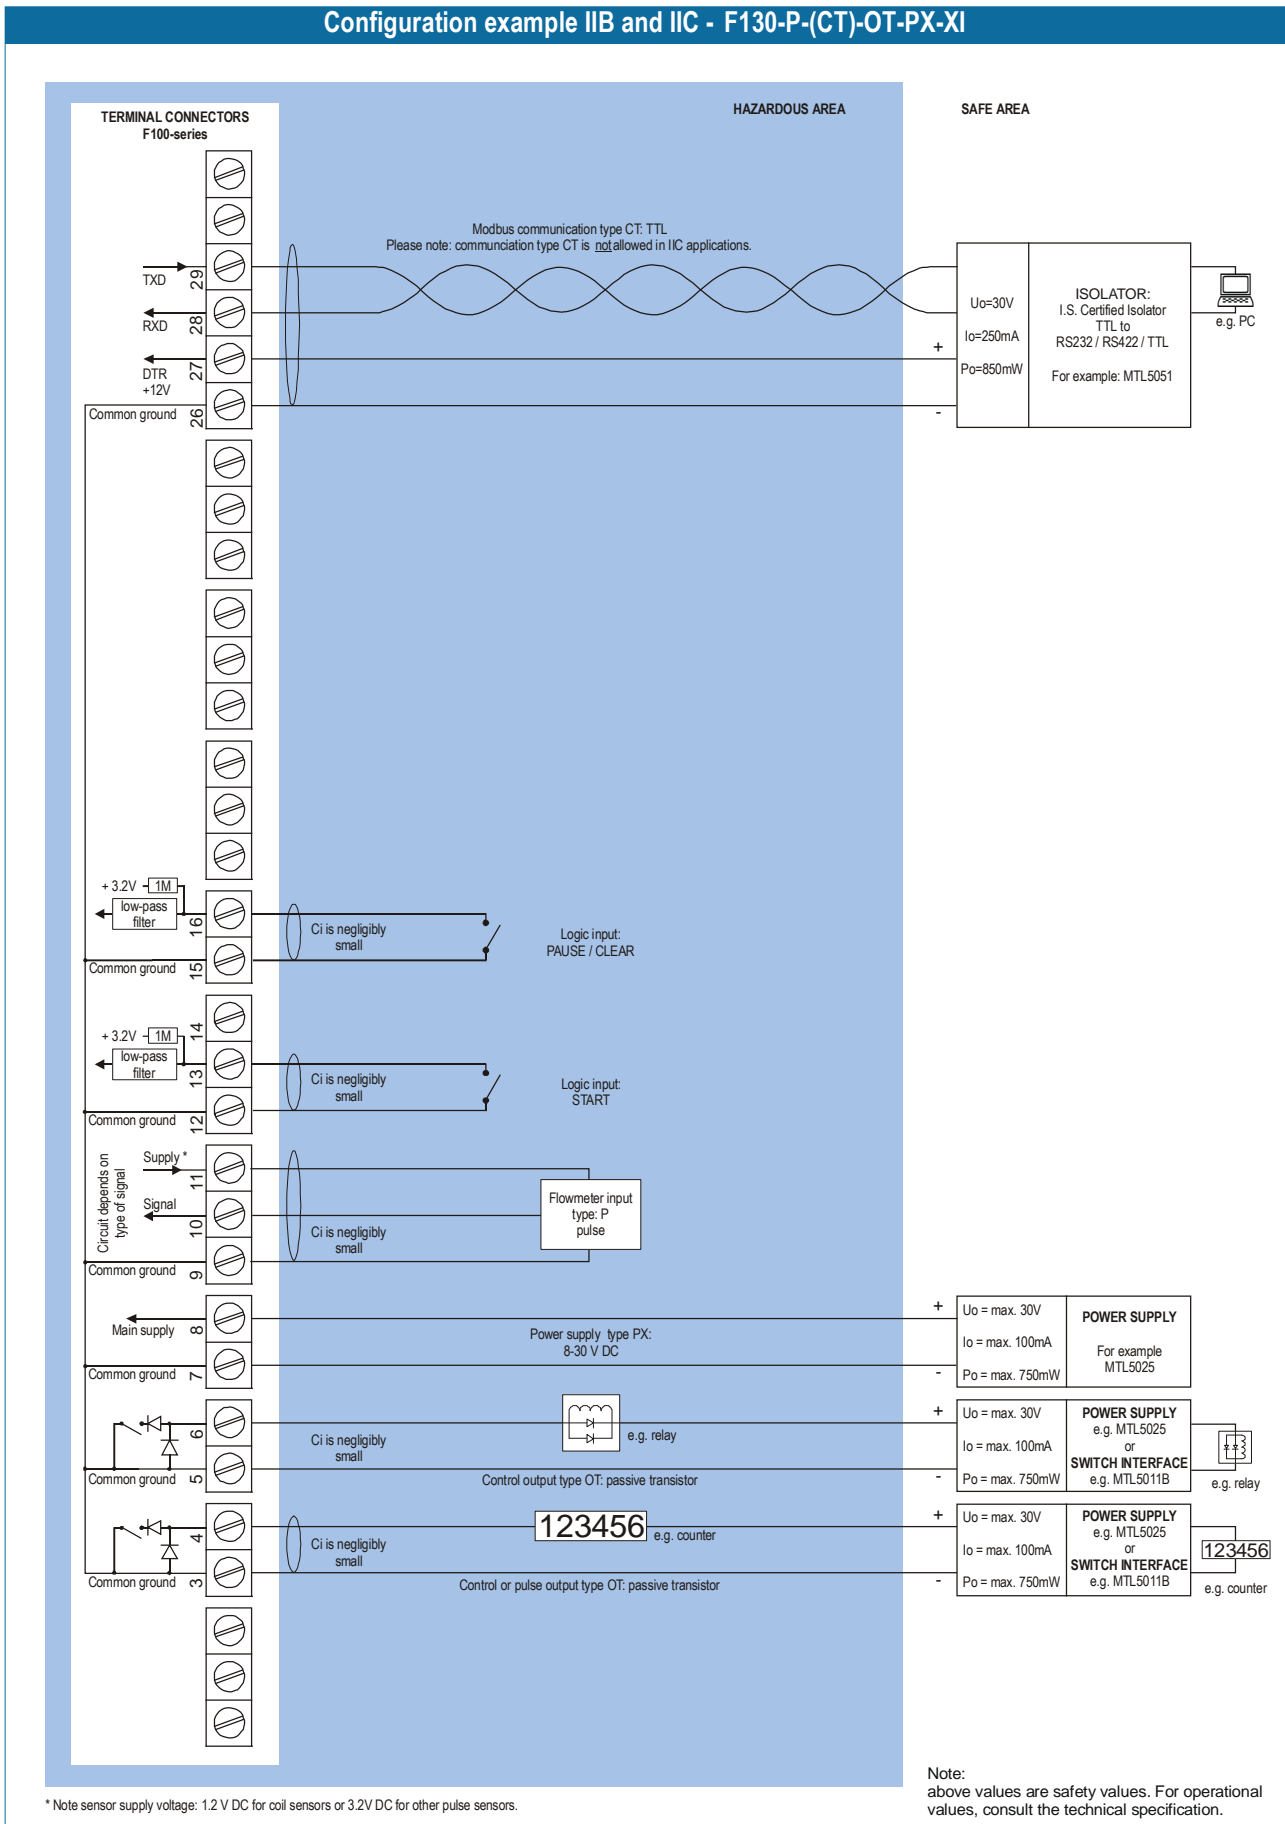 Configuration example IIB and IIC - F130-P-(CT)-OT-PX-XI
TERMINAL CONNECTORS
F100-series
HAZARDOUS AREA
SAFE AREA
Modbus communication type CT: TTL
Please note: communciation type CT is not allowed in IIC applications.
TXD
29
RXD
28
DTR
+12V
27
Common ground
26
+
-
Uo=30V
Io=250mA
Po=850mW
ISOLATOR:
I.S. Certified Isolator
TTL to
RS232 / RS422 / TTL
For example: MTL5051
e.g. PC
+ 3.2V
1M
low-pass
filter
16
Common ground
15
Ci is negligibly
small
Logic input:
PAUSE / CLEAR
14
+ 3.2V
1M
low-pass
filter
13
Common ground
12
Ci is negligibly
small
Logic input:
START
Circuit depends on
type of signal
Supply *
11
Signal
10
Common ground
9
Ci is negligibly
small
Flowmeter input
type: P
pulse
Main supply
8
Common ground
7
Power supply type PX:
8-30 V DC
+
-
Uo = max. 30V
Io = max. 100mA
Po = max. 750mW
POWER SUPPLY
For example
MTL5025
6
Common ground
5
Ci is negligibly
small
e.g. relay
Control output type OT: passive transistor
+
-
Uo = max. 30V
Io = max. 100mA
Po = max. 750mW
POWER SUPPLY
e.g. MTL5025
or
SWITCH INTERFACE
e.g. MTL5011B
e.g. relay
4
Common ground
3
Ci is negligibly
small
123456
e.g. counter
Control or pulse output type OT: passive transistor
+
-
Uo = max. 30V
Io = max. 100mA
Po = max. 750mW
POWER SUPPLY
e.g. MTL5025
or
SWITCH INTERFACE
e.g. MTL5011B
123456
e.g. counter
* Note sensor supply voltage: 1.2 V DC for coil sensors or 3.2V DC for other pulse sensors.
Note:
above values are safety values. For operational
values, consult the technical specification.